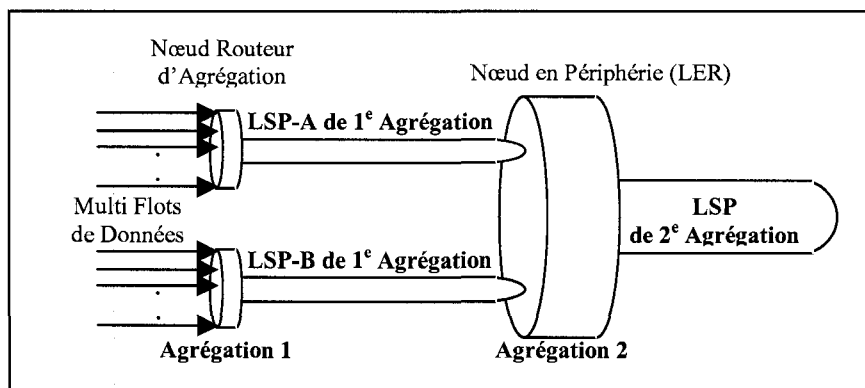 Nœud Routeur
d'Agrégation
Nœud en Périphérie (LER)
LSP-A de 1e Agrégation
LSP
de 2e Agrégation
Multi Flots
de Données
LSP-B de 1e Agrégation
Agrégation 1
Agrégation 2